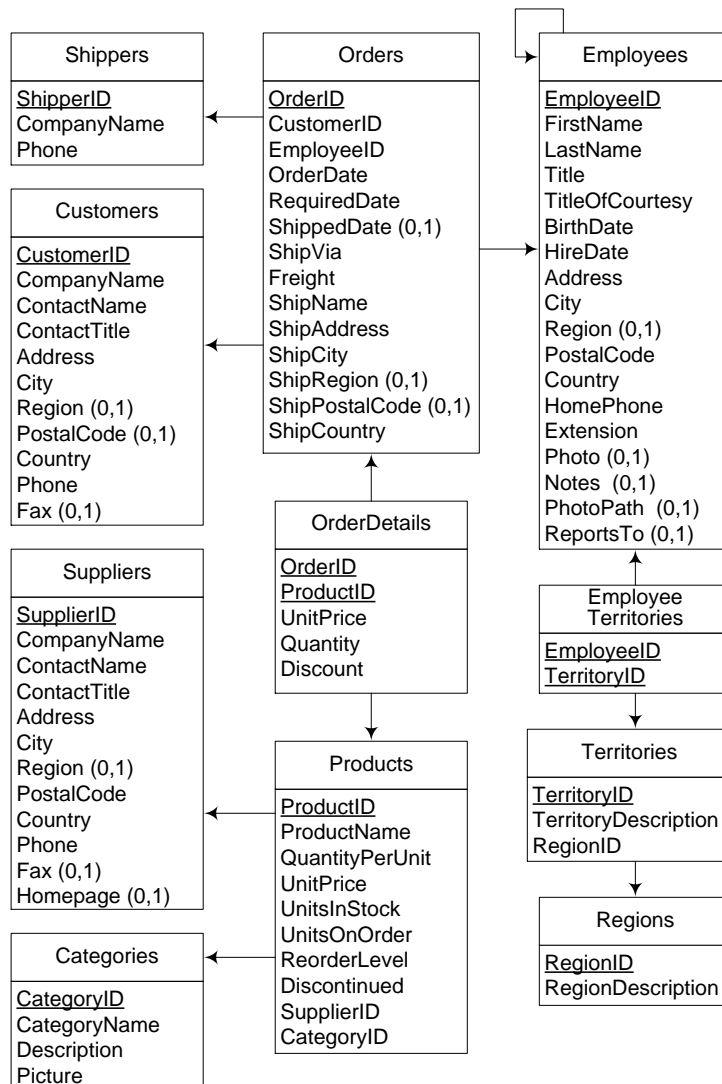 Shippers
ShipperID
CompanyName
Phone
Customers
CustomerID
CompanyName
ContactName
ContactTitle
Address
City
Region (0,1)
PostalCode (0,1)
Country
Phone
Fax (0,1)
Suppliers
SupplierID
CompanyName
ContactName
ContactTitle
Address
City
Region (0,1)
PostalCode
Country
Phone
Fax (0,1)
Homepage (0,1)
Categories
CategoryID
CategoryName
Description
Picture
Orders
OrderID
CustomerID
EmployeeID
OrderDate
RequiredDate
ShippedDate (0,1)
ShipVia
Freight
ShipName
ShipAddress
ShipCity
ShipRegion (0,1)
ShipPostalCode (0,1)
ShipCountry
OrderDetails
OrderID
ProductID
UnitPrice
Quantity
Discount
Products
ProductID
ProductName
QuantityPerUnit
UnitPrice
UnitsInStock
UnitsOnOrder
ReorderLevel
Discontinued
SupplierID
CategoryID
Employees
EmployeeID
FirstName
LastName
Title
TitleOfCourtesy
BirthDate
HireDate
Address
City
Region (0,1)
PostalCode
Country
HomePhone
Extension
Photo (0,1)
Notes (0,1)
PhotoPath (0,1)
ReportsTo (0,1)
Employee
Territories
EmployeeID
TerritoryID
Territories
TerritoryID
TerritoryDescription
RegionID
Regions
RegionID
RegionDescription